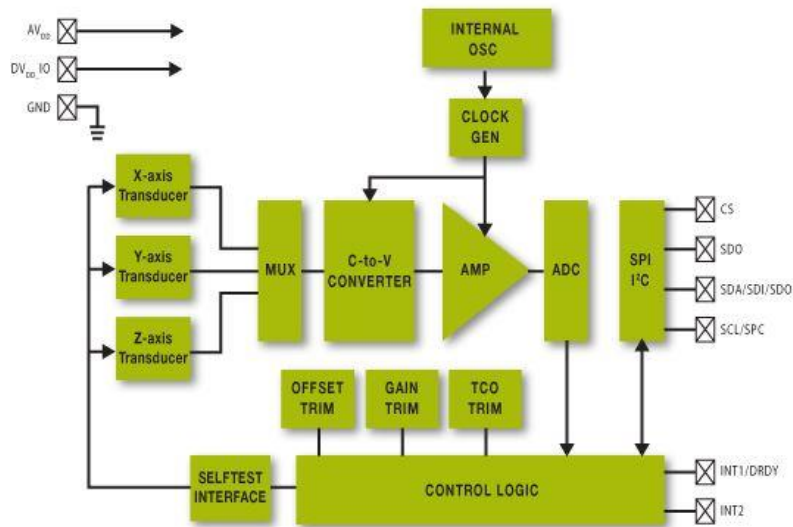 AVDD
DVDD_IO
GND
INTERNAL
OSC
CLOCK
GEN
X-axis
Transducer
Y-axis
Transducer
Z-axis
Transducer
MUX
C-to-V
CONVERTER
AMP
ADC
SPI
I²C
CS
SDO
SDA/SDI/SDO
SCL/SPC
OFFSET
TRIM
GAIN
TRIM
TCO
TRIM
SELFTEST
INTERFACE
CONTROL LOGIC
INT1/DRDY
INT2